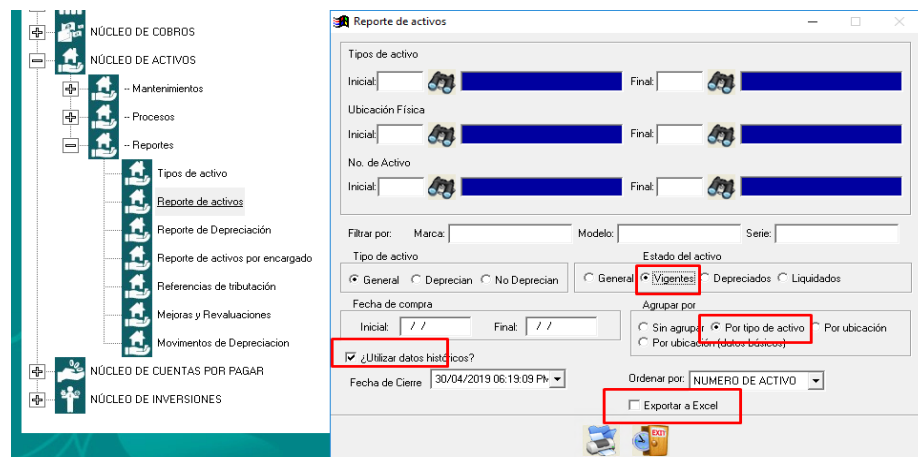 NÚCLEO DE COBROS
NÚCLEO DE ACTIVOS
-- Mantenimientos
-- Procesos
-- Reportes
Tipos de activo
Reporte de activos
Reporte de Depreciación
Reporte de activos por encargado
Referencias de tributación
Mejoras y Revaluaciones
Movimentos de Depreciacion
NÚCLEO DE CUENTAS POR PAGAR
NÚCLEO DE INVERSIONES
Reporte de activos
Tipos de activo
Inicial: Final:
Ubicación Física
Inicial: Final:
No. de Activo
Inicial: Final:
Filtrar por: Marca: Modelo: Serie:
Tipo de activo Estado del activo
General Deprecian No Deprecian General Vigentes Depreciados Liquidados
Fecha de compra Agrupar por
Inicial: / / Final: / / Sin agrupar Por tipo de activo Por ubicación
Por ubicación (datos básicos)
¿Utilizar datos históricos?
Fecha de Cierre 30/04/2019 06:19:09 PM Ordenar por: NUMERO DE ACTIVO
Exportar a Excel
EXIT